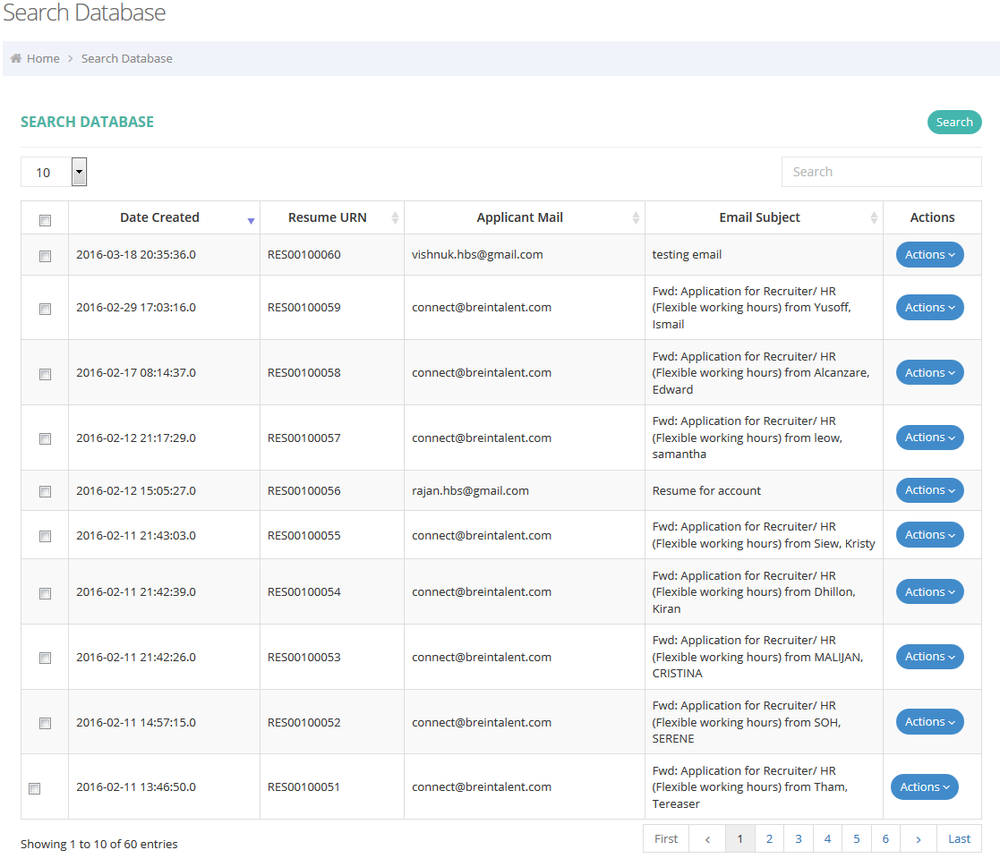 Search Database
Home > Search Database
SEARCH DATABASE
Search
10
Search
Date Created Resume URN Applicant Mail Email Subject Actions
2016-03-18 20:35:36.0 RES00100060 vishnuk.hbs@gmail.com testing email Actions
2016-02-29 17:03:16.0 RES00100059 connect@breintalent.com Fwd: Application for Recruiter/ HR
(Flexible working hours) from Yusoff,
Ismail
Actions
2016-02-17 08:14:37.0 RES00100058 connect@breintalent.com Fwd: Application for Recruiter/ HR
(Flexible working hours) from Alcanzare,
Edward
Actions
2016-02-12 21:17:29.0 RES00100057 connect@breintalent.com Fwd: Application for Recruiter/ HR
(Flexible working hours) from leow,
samantha
Actions
2016-02-12 15:05:27.0 RES00100056 rajan.hbs@gmail.com Resume for account Actions
2016-02-11 21:43:03.0 RES00100055 connect@breintalent.com Fwd: Application for Recruiter/ HR
(Flexible working hours) from Siew, Kristy
Actions
2016-02-11 21:42:39.0 RES00100054 connect@breintalent.com Fwd: Application for Recruiter/ HR
(Flexible working hours) from Dhillon,
Kiran
Actions
2016-02-11 21:42:26.0 RES00100053 connect@breintalent.com Fwd: Application for Recruiter/ HR
(Flexible working hours) from MALIJAN,
CRISTINA
Actions
2016-02-11 14:57:15.0 RES00100052 connect@breintalent.com Fwd: Application for Recruiter/ HR
(Flexible working hours) from SOH,
SERENE
Actions
2016-02-11 13:46:50.0 RES00100051 connect@breintalent.com Fwd: Application for Recruiter/ HR
(Flexible working hours) from Tham,
Tereaser
Actions
Showing 1 to 10 of 60 entries
First < 1 2 3 4 5 6 > Last